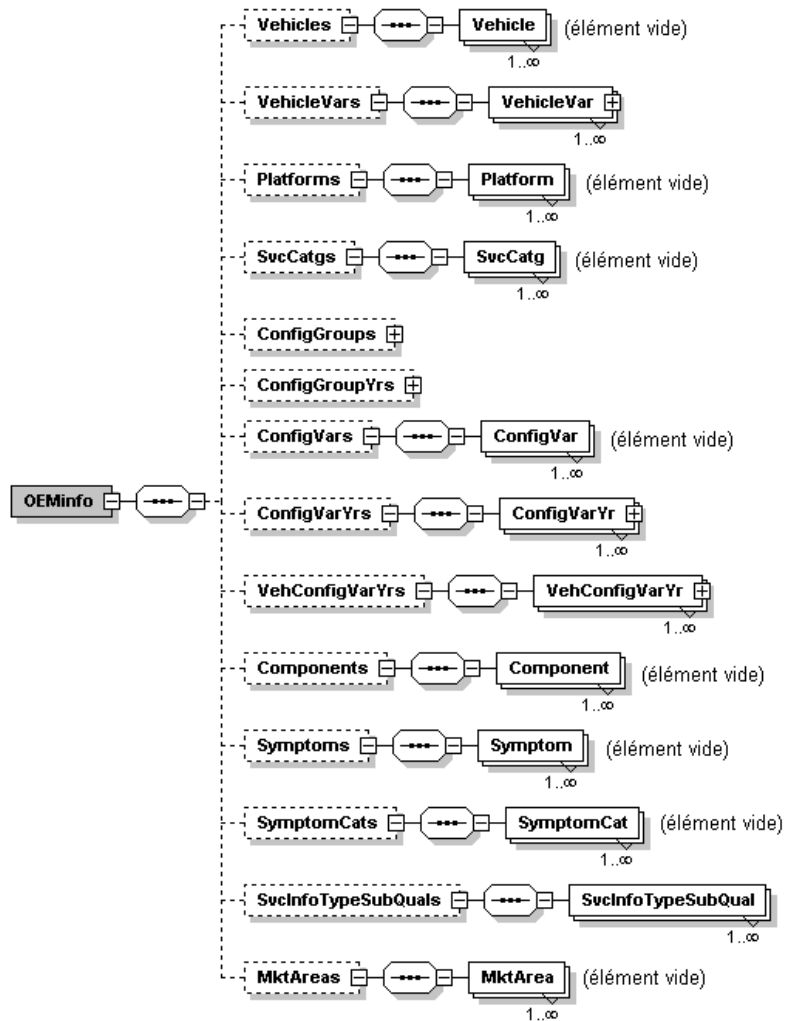 Vehicles Vehicle (élément vide)
1..∞
VehicleVars VehicleVar
1..∞
Platforms Platform (élément vide)
1..∞
SvcCatgs SvcCatg (élément vide)
1..∞
ConfigGroups
ConfigGroupYrs
ConfigVars ConfigVar (élément vide)
1..∞
OEMinfo
ConfigVarYrs ConfigVarYr
1..∞
VehConfigVarYrs VehConfigVarYr
1..∞
Components Component (élément vide)
1..∞
Symptoms Symptom (élément vide)
1..∞
SymptomCats SymptomCat (élément vide)
1..∞
SvcInfoTypeSubQuals SvcInfoTypeSubQual
1..∞
MktAreas MktArea (élément vide)
1..∞